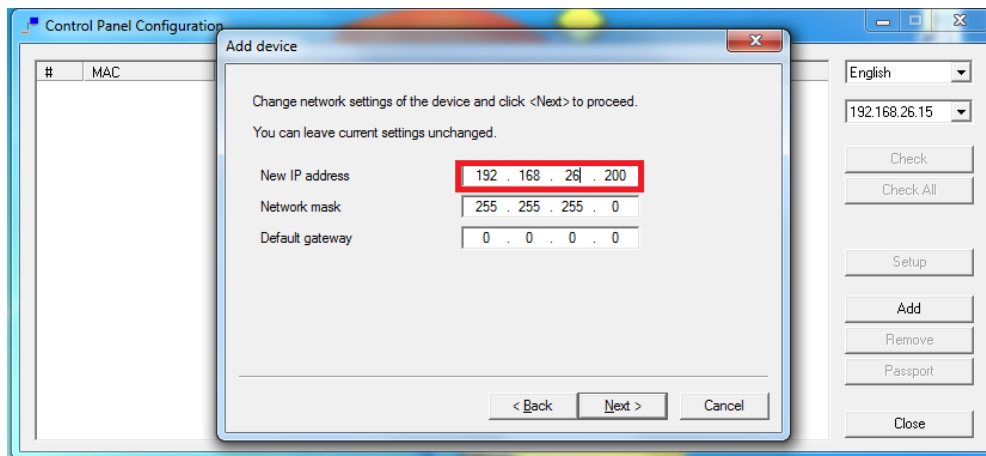 Control Panel Configuration
Add device
# MAC
English
192.168.26.15
Change network settings of the device and click <Next> to proceed.
You can leave current settings unchanged.
New IP address 192 . 168 . 26 . 200
Network mask 255 . 255 . 255 . 0
Default gateway 0 . 0 . 0 . 0
Check
Check All
Setup
Add
Remove
Passport
< Back Next > Cancel
Close